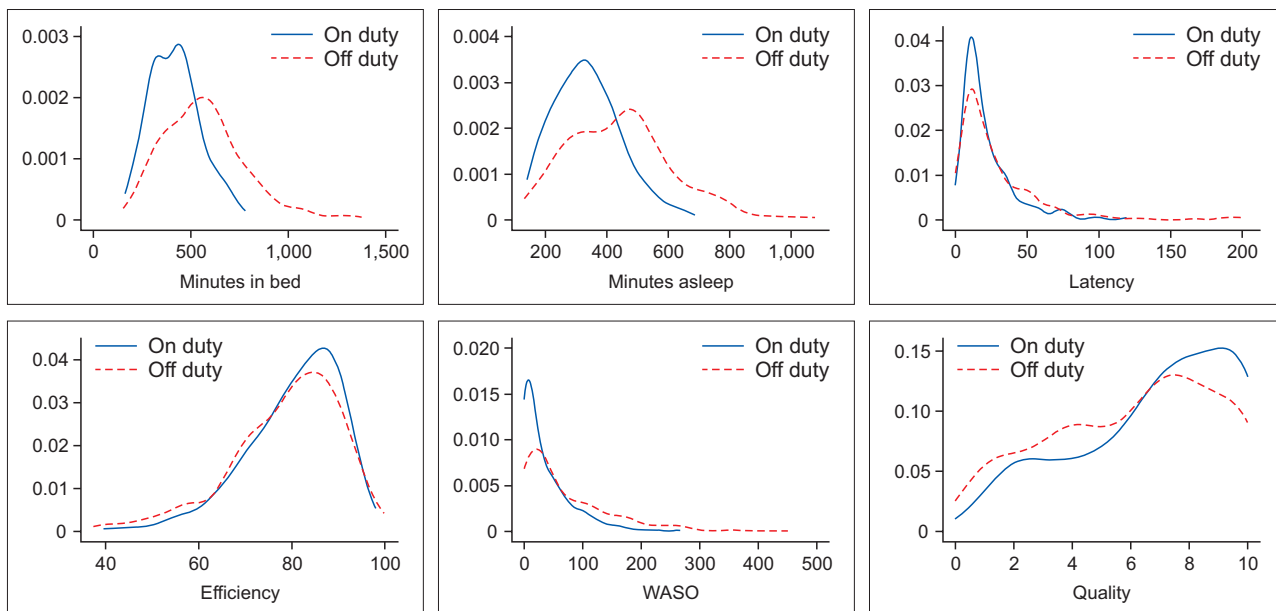 On duty
Off duty
0.003
0.002
0.001
0
0 500 1,000 1,500
Minutes in bed
On duty
Off duty
0.004
0.003
0.002
0.001
0
200 400 600 800 1,000
Minutes asleep
On duty
Off duty
0.04
0.03
0.02
0.01
0
0 50 100 150 200
Latency
On duty
Off duty
0.04
0.03
0.02
0.01
0
40 60 80 100
Efficiency
On duty
Off duty
0.020
0.015
0.010
0.005
0
0 100 200 300 400 500
WASO
On duty
Off duty
0.15
0.10
0.05
0
0 2 4 6 8 10
Quality